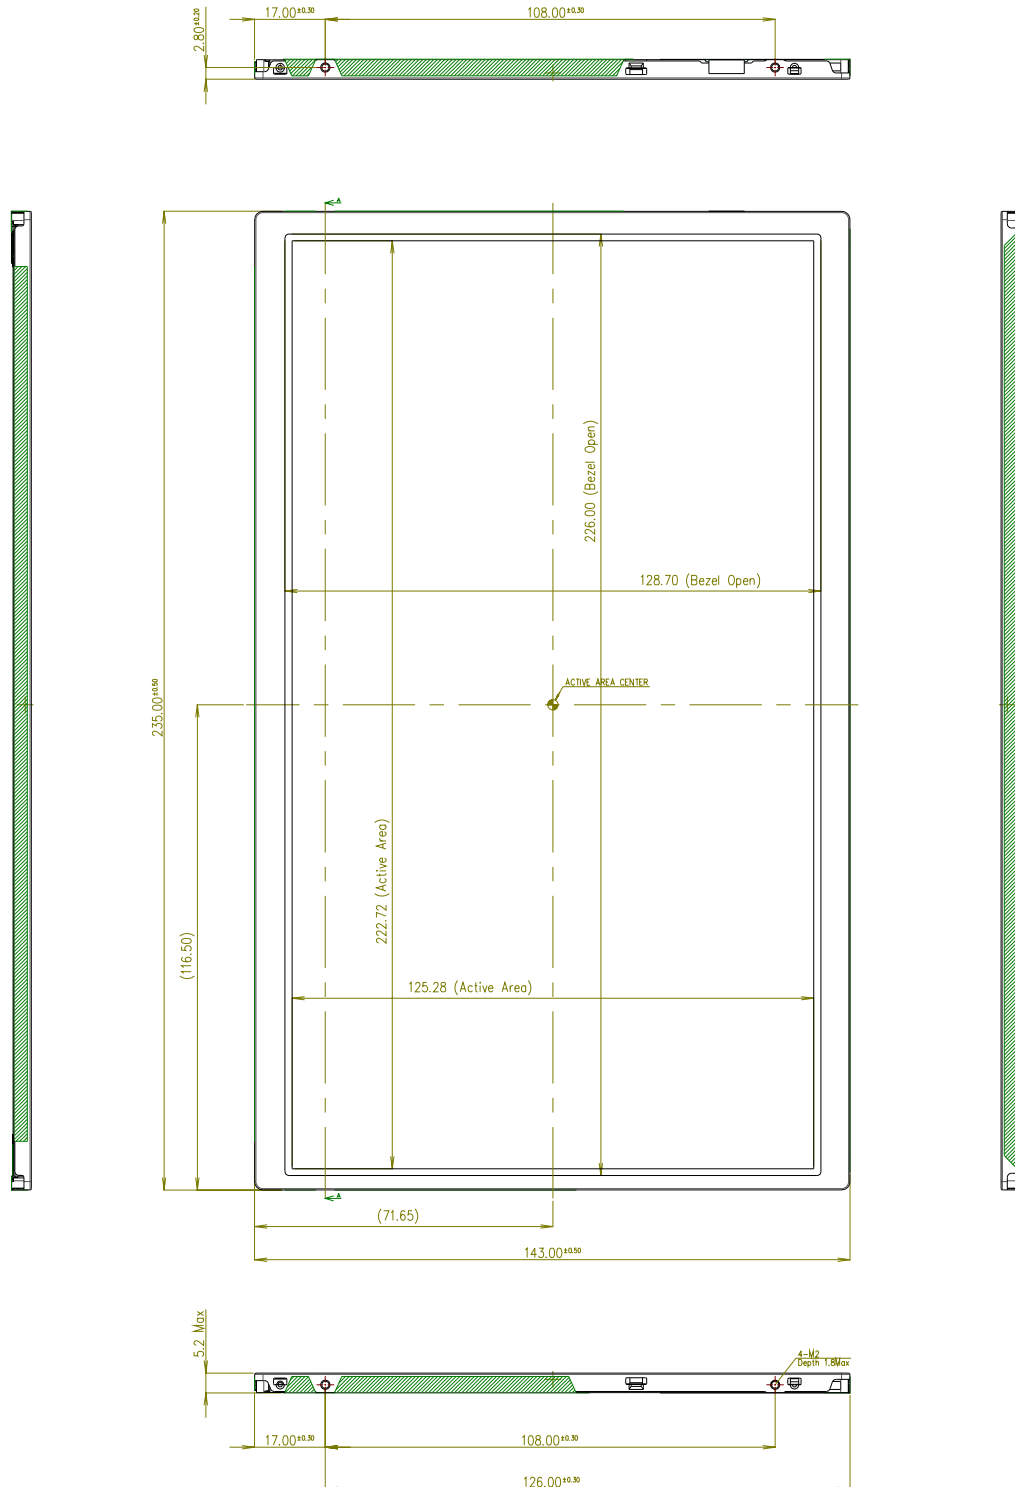 17.00±0.30
108.00±0.30
2.80±0.20
A
226.00 (Bezel Open)
128.70 (Bezel Open)
ACTIVE AREA CENTER
235.00±0.50
222.72 (Active Area)
(116.50)
125.28 (Active Area)
A
(71.65)
143.00±0.50
5.2 Max
4-M2
Depth 1.8Max
17.00±0.30
108.00±0.30
126.00±0.30